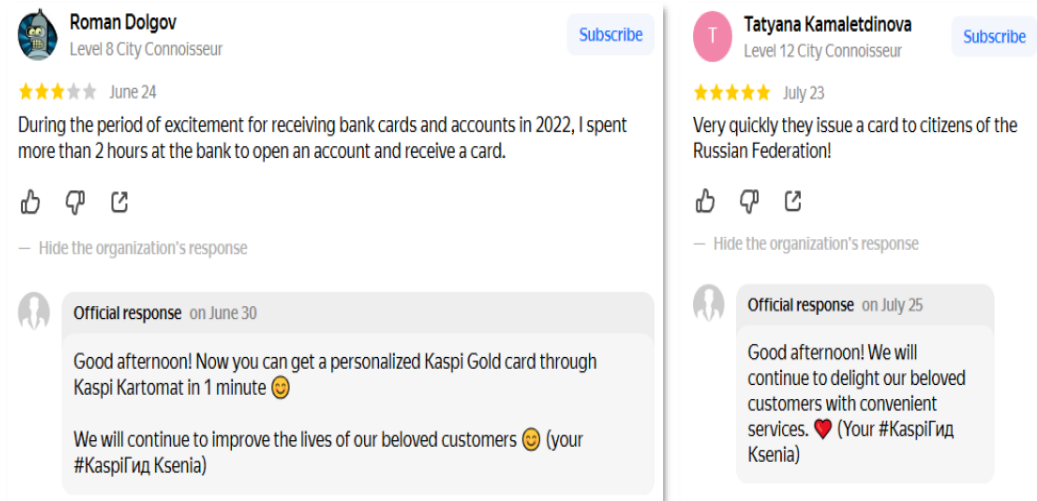 Roman Dolgov
Level 8 City Connoisseur
Subscribe
June 24
During the period of excitement for receiving bank cards and accounts in 2022, I spent
more than 2 hours at the bank to open an account and receive a card.
— Hide the organization's response
Official response on June 30
Good afternoon! Now you can get a personalized Kaspi Gold card through
Kaspi Kartomat in 1 minute 😊
We will continue to improve the lives of our beloved customers 😊 (your
#KaspiГид Ksenia)
T
Tatyana Kamaletdinova
Level 12 City Connoisseur
Subscribe
July 23
Very quickly they issue a card to citizens of the
Russian Federation!
— Hide the organization's response
Official response on July 25
Good afternoon! We will
continue to delight our beloved
customers with convenient
services. ❤️ (Your #KaspiГид
Ksenia)